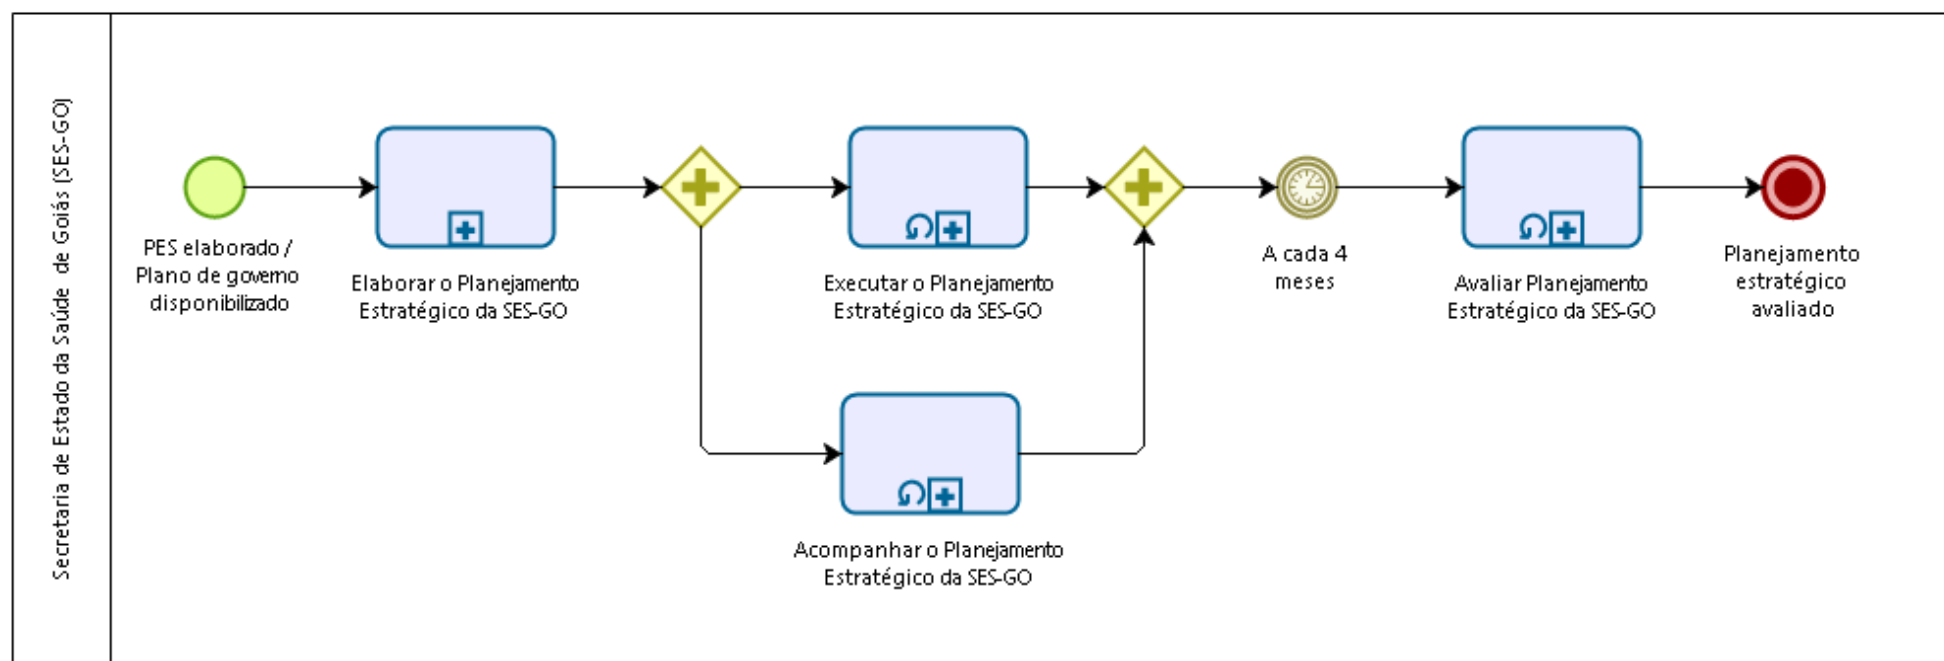 Secretaria de Estado da Saúde de Goiás (SES-GO)
PES elaborado /
Plano de governo
disponibilizado
Elaborar o Planejamento
Estratégico da SES-GO
Executar o Planejamento
Estratégico da SES-GO
A cada 4
meses
Avaliar Planejamento
Estratégico da SES-GO
Planejamento
estratégico
avaliado
Acompanhar o Planejamento
Estratégico da SES-GO